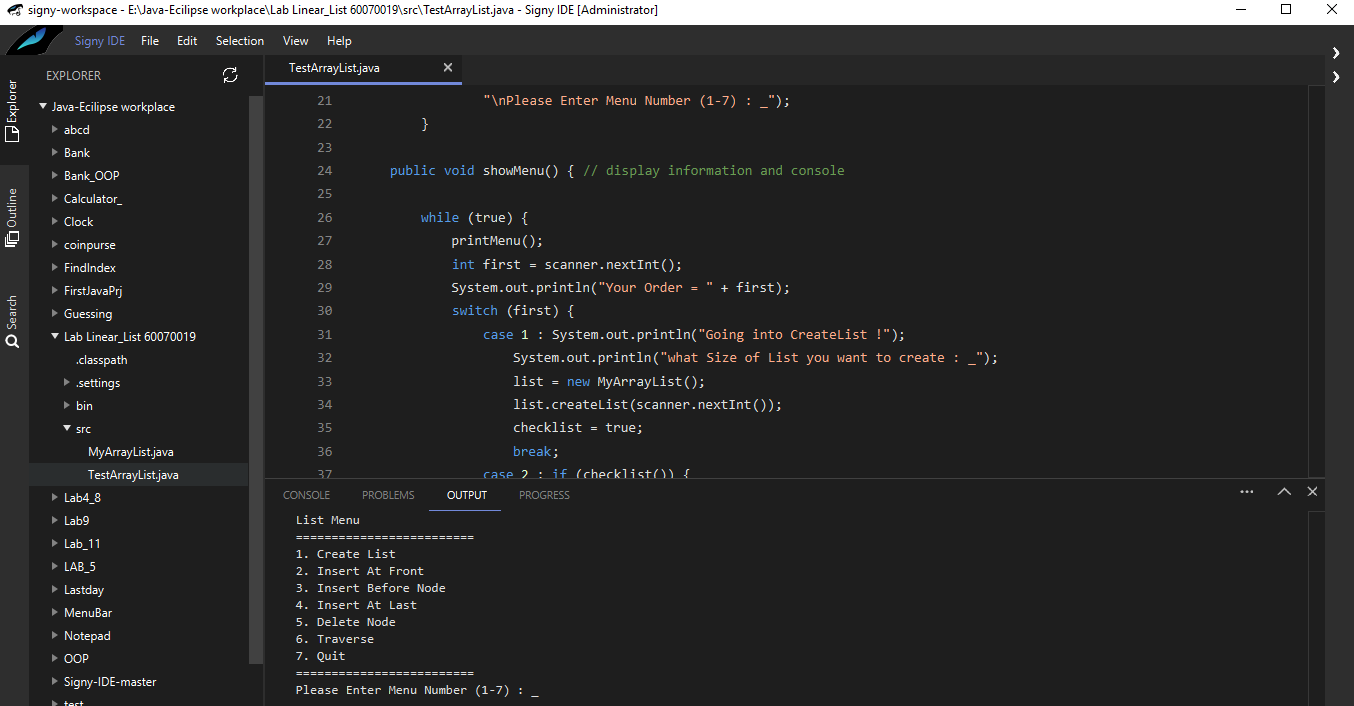 signy-workspace - E:\Java-Ecilipse workplace\Lab Linear_List 60070019\src\TestArrayList.java - Signy IDE [Administrator]
Signy IDE File Edit Selection View Help
Explorer
Outline
Search
EXPLORER
Java-Ecilipse workplace
abcd
Bank
Bank_OOP
Calculator_
Clock
coinpurse
FindIndex
FirstJavaPrj
Guessing
Lab Linear_List 60070019
.classpath
.settings
bin
src
MyArrayList.java
TestArrayList.java
Lab4_8
Lab9
Lab_11
LAB_5
Lastday
MenuBar
Notepad
OOP
Signy-IDE-master
test
TestArrayList.java
21 "\nPlease Enter Menu Number (1-7) : _");
22 }
23
24 public void showMenu() { // display information and console
25
26 while (true) {
27 printMenu();
28 int first = scanner.nextInt();
29 System.out.println("Your Order = " + first);
30 switch (first) {
31 case 1 : System.out.println("Going into CreateList !");
32 System.out.println("what Size of List you want to create : _");
33 list = new MyArrayList();
34 list.createList(scanner.nextInt());
35 checklist = true;
36 break;
37 case 2 : if (checklist()) {
CONSOLE PROBLEMS OUTPUT PROGRESS
List Menu
=========================
1. Create List
2. Insert At Front
3. Insert Before Node
4. Insert At Last
5. Delete Node
6. Traverse
7. Quit
=========================
Please Enter Menu Number (1-7) : _